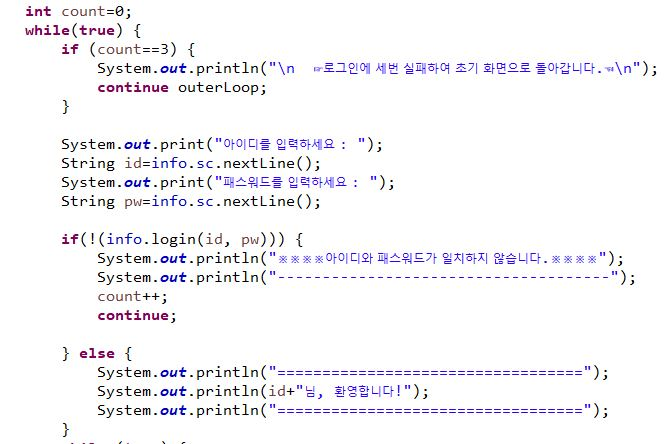 int count=0;
while(true) {
if (count==3) {
System.out.println("\n ☞로그인에 세번 실패하여 초기 화면으로 돌아갑니다.☜\n");
continue outerLoop;
}
System.out.print("아이디를 입력하세요 : ");
String id=info.sc.nextLine();
System.out.print("패스워드를 입력하세요 : ");
String pw=info.sc.nextLine();
if(!(info.login(id, pw))) {
System.out.println("※※※※아이디와 패스워드가 일치하지 않습니다.※※※※");
System.out.println("-------------------------------------");
count++;
continue;
} else {
System.out.println("==================================");
System.out.println(id+"님, 환영합니다!");
System.out.println("==================================");
}